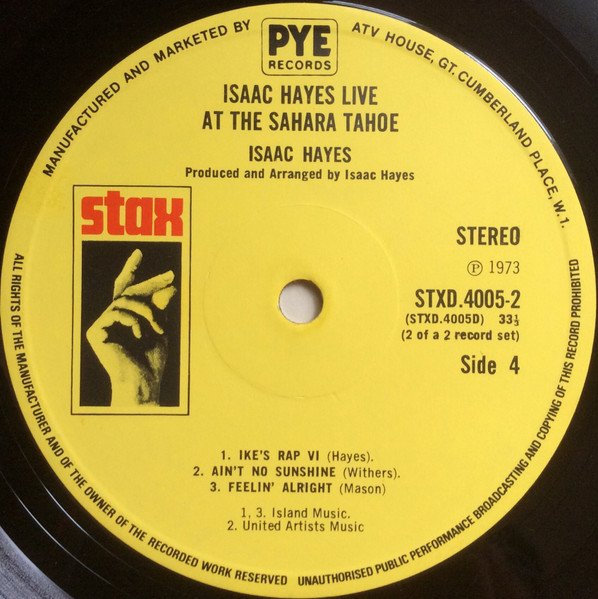 MANUFACTURED AND MARKETED BY
PYE
RECORDS
ATV HOUSE, GT. CUMBERLAND PLACE, W.1.
ISAAC HAYES LIVE
AT THE SAHARA TAHOE
ISAAC HAYES
Produced and Arranged by Isaac Hayes
stax
STEREO
Ⓟ 1973
STXD.4005-2
(STXD.4005D) 33⅓
(2 of a 2 record set)
Side 4
1. IKE'S RAP VI (Hayes).
2. AIN'T NO SUNSHINE (Withers).
3. FEELIN' ALRIGHT (Mason)
1, 3. Island Music.
2. United Artists Music
ALL RIGHTS OF THE MANUFACTURER AND OF THE OWNER OF THE RECORDED WORK RESERVED UNAUTHORISED PUBLIC PERFORMANCE BROADCASTING AND COPYING OF THIS RECORD PROHIBITED